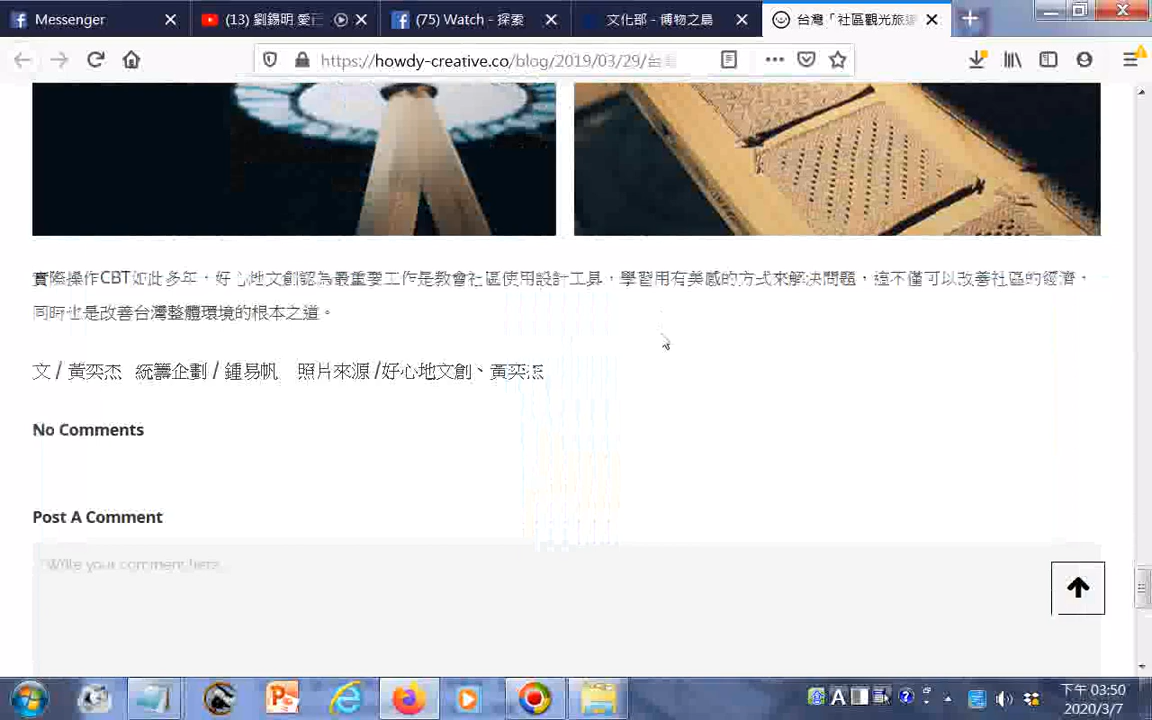 Messenger
(13) 劉錫明 愛
(75) Watch - 探索
文化部 - 博物之島
台灣「社區觀光旅
https://howdy-creative.co/blog/2019/03/29/台
實際操作CBT如此多年，好心地文創認為最重要工作是教會社區使用設計工具，學習用有美感的方式來解決問題，這不僅可以改善社區的經濟，
同時也是改善台灣整體環境的根本之道。
文 / 黃奕杰 統籌企劃 / 鍾易帆 照片來源 /好心地文創、黃奕杰
No Comments
Post A Comment
Write your comment here...
下午 03:50
2020/3/7